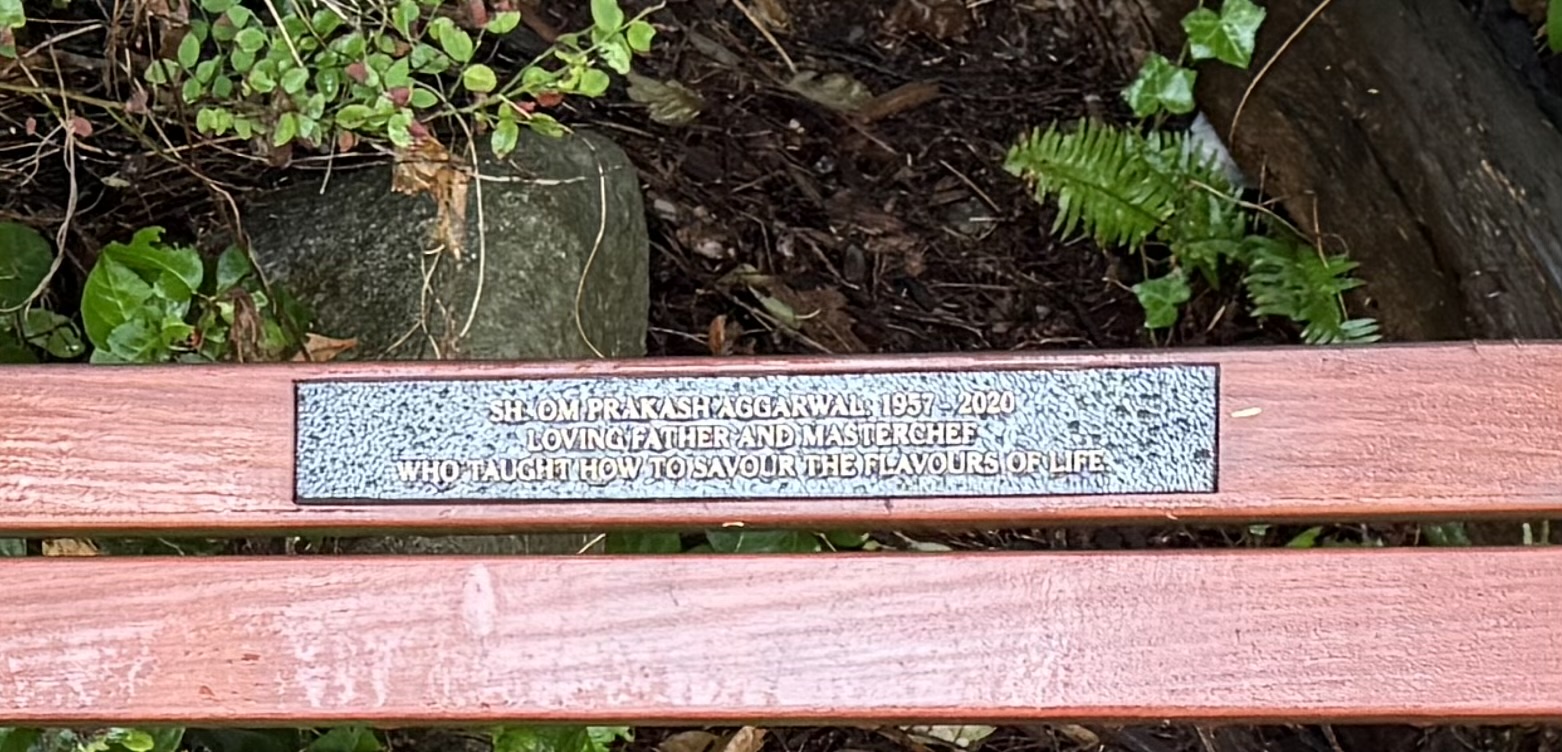 SH. OM PRAKASH AGGARWAL: 1957 - 2020
LOVING FATHER AND MASTERCHEF
WHO TAUGHT HOW TO SAVOUR THE FLAVOURS OF LIFE.